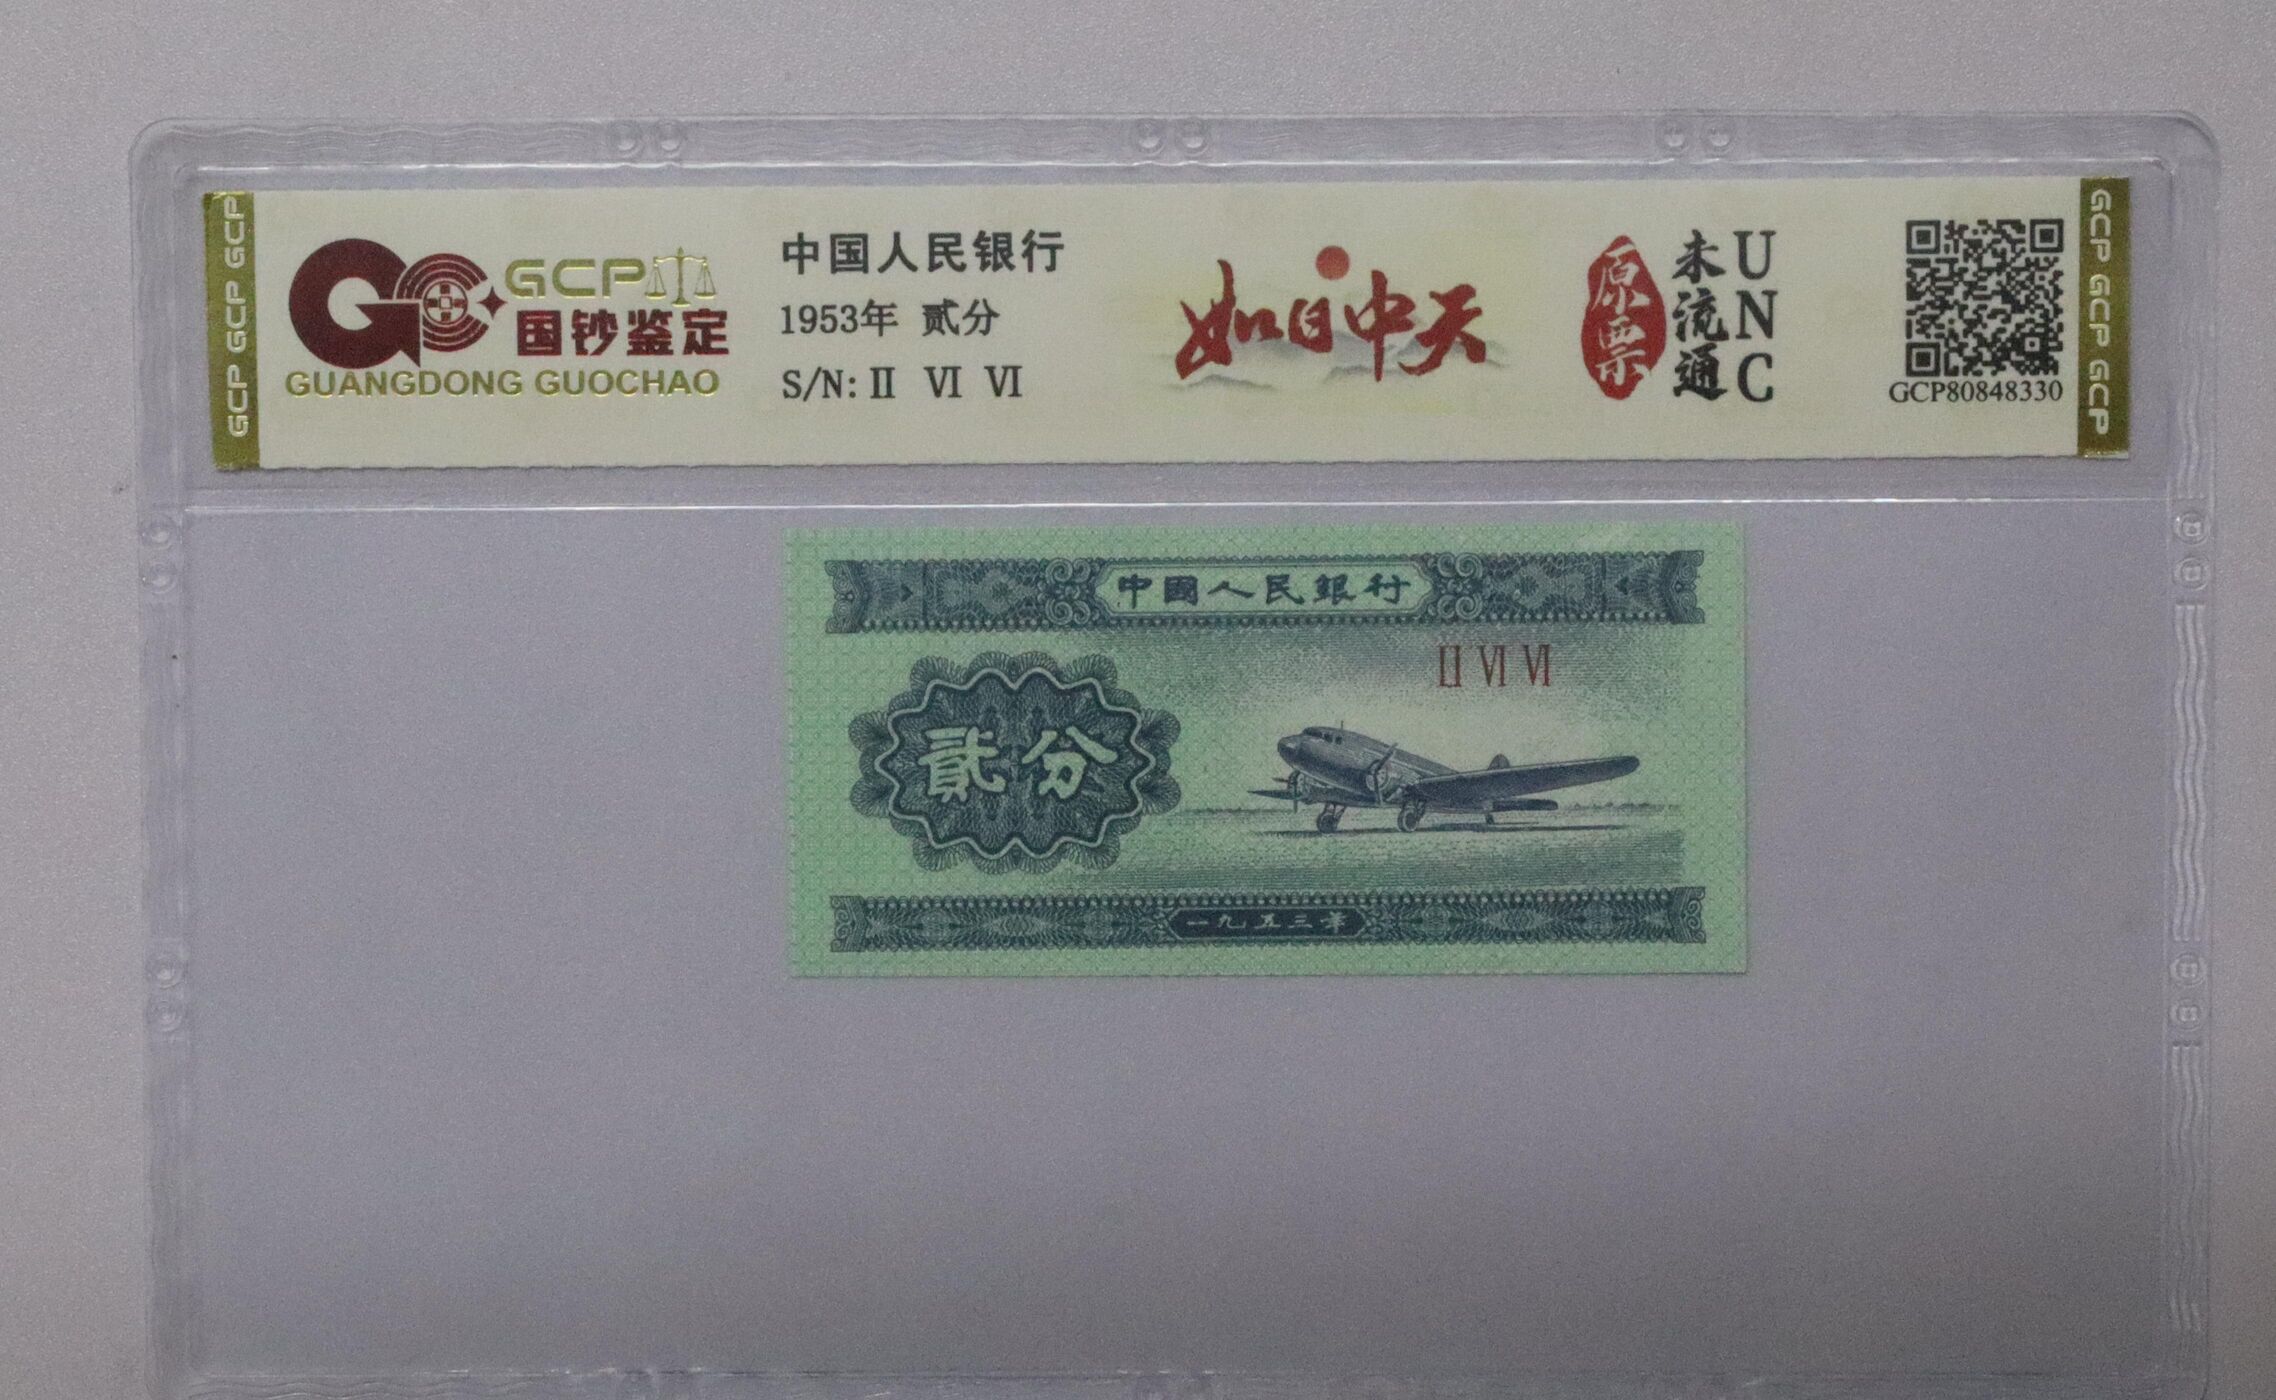 GCP GCP GCP
GCP
国钞鉴定
GUANGDONG GUOCHAO
中国人民银行
1953年 贰分
S/N: Ⅱ Ⅵ Ⅵ
如日中天
原票
未流通
UNC
GCP80848330
GCP GCP GCP
中國人民銀行
Ⅱ Ⅵ Ⅵ
貳分
一九五三年